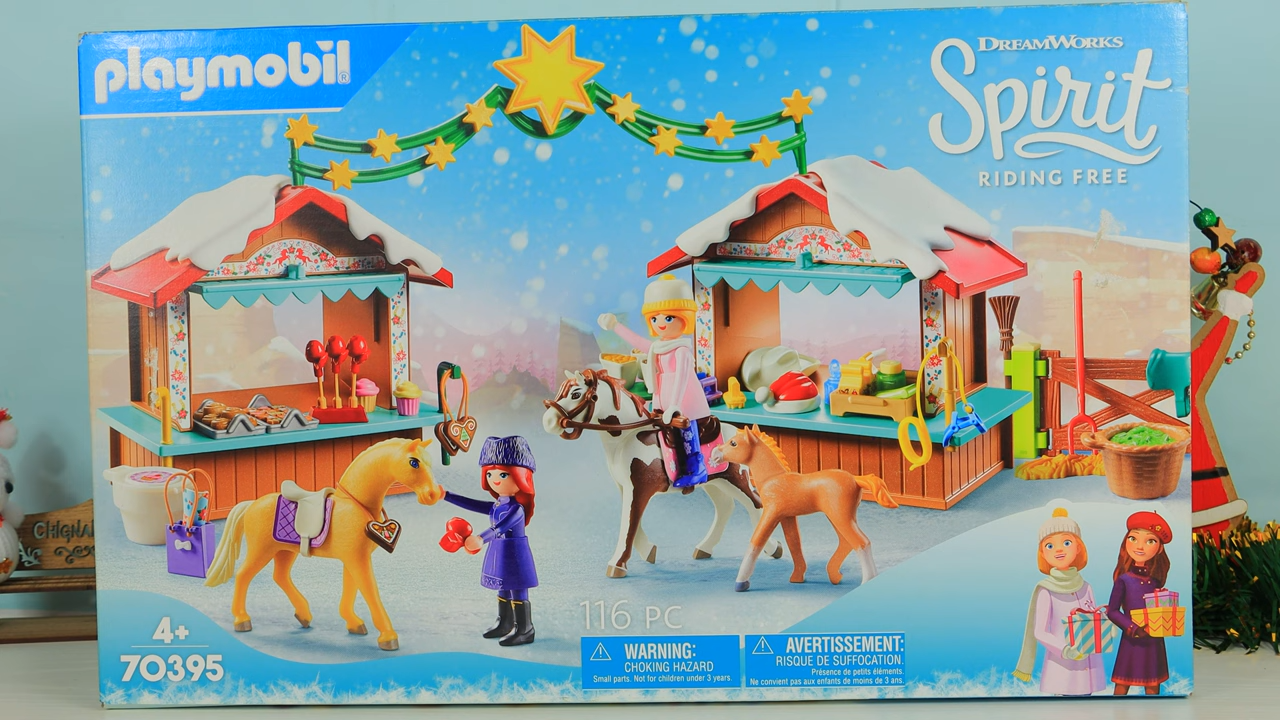 playmobil®
DREAMWORKS
Spirit
RIDING FREE
116 PC
4+
70395
WARNING:
CHOKING HAZARD
Small parts. Not for children under 3 years.
AVERTISSEMENT:
RISQUE DE SUFFOCATION.
Présence de petits éléments.
Ne convient pas aux enfants de moins de 3 ans.